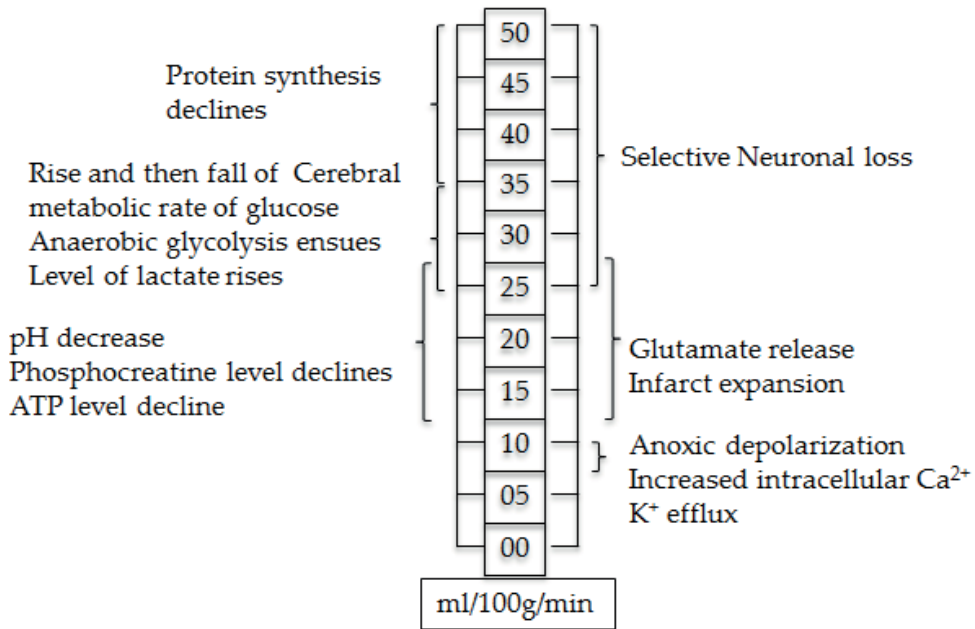 Protein synthesis
declines
Rise and then fall of Cerebral
metabolic rate of glucose
Anaerobic glycolysis ensues
Level of lactate rises
pH decrease
Phosphocreatine level declines
ATP level decline
50
45
40
35
30
25
20
15
10
05
00
ml/100g/min
Selective Neuronal loss
Glutamate release
Infarct expansion
Anoxic depolarization
Increased intracellular Ca²⁺
K⁺ efflux